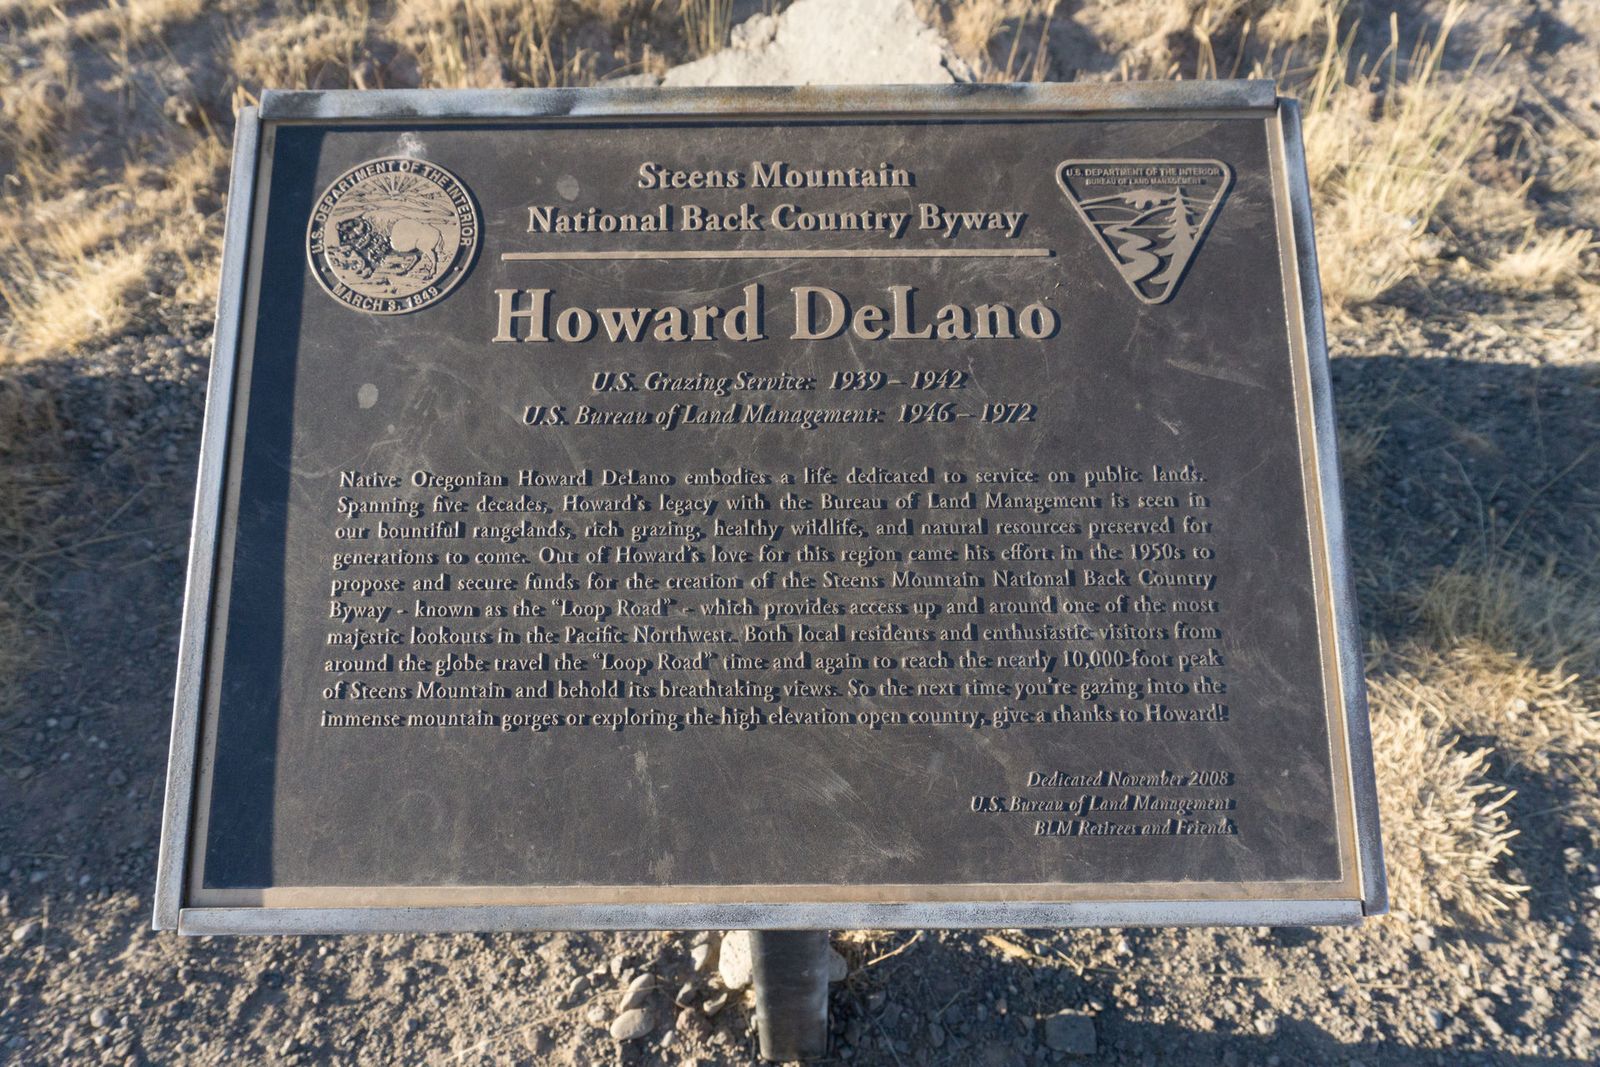 U.S. DEPARTMENT OF THE INTERIOR
MARCH 3, 1849
Steens Mountain
National Back Country Byway
U.S. DEPARTMENT OF THE INTERIOR
BUREAU OF LAND MANAGEMENT
Howard DeLano
U.S. Grazing Service: 1939 – 1942
U.S. Bureau of Land Management: 1946 – 1972
Native Oregonian Howard DeLano embodies a life dedicated to service on public lands.
Spanning five decades, Howard's legacy with the Bureau of Land Management is seen in
our bountiful rangelands, rich grazing, healthy wildlife, and natural resources preserved for
generations to come. Out of Howard's love for this region came his effort in the 1950s to
propose and secure funds for the creation of the Steens Mountain National Back Country
Byway - known as the "Loop Road" - which provides access up and around one of the most
majestic lookouts in the Pacific Northwest. Both local residents and enthusiastic visitors from
around the globe travel the "Loop Road" time and again to reach the nearly 10,000-foot peak
of Steens Mountain and behold its breathtaking views. So the next time you're gazing into the
immense mountain gorges or exploring the high elevation open country, give a thanks to Howard!
Dedicated November 2008
U.S. Bureau of Land Management
BLM Retirees and Friends